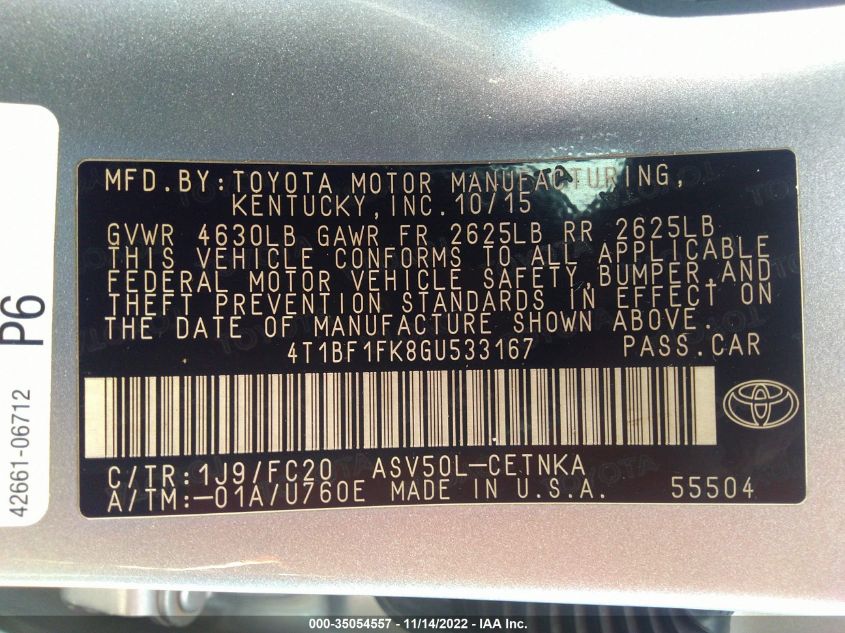 MFD.BY:TOYOTA MOTOR MANUFACTURING,
KENTUCKY,INC.10/15
GVWR 4630LB GAWR FR 2625LB RR 2625LB
THIS VEHICLE CONFORMS TO ALL APPLICABLE
FEDERAL MOTOR VEHICLE SAFETY,BUMPER,AND
THEFT PREVENTION STANDARDS IN EFFECT ON
THE DATE OF MANUFACTURE SHOWN ABOVE.
4T1BF1FK8GU533167 PASS.CAR
C/TR:1J9/FC20 ASV50L-CETNKA
A/TM:-01A/U760E MADE IN U.S.A. 55504
P6
42661-06712
000-35054557 - 11/14/2022 - IAA Inc.